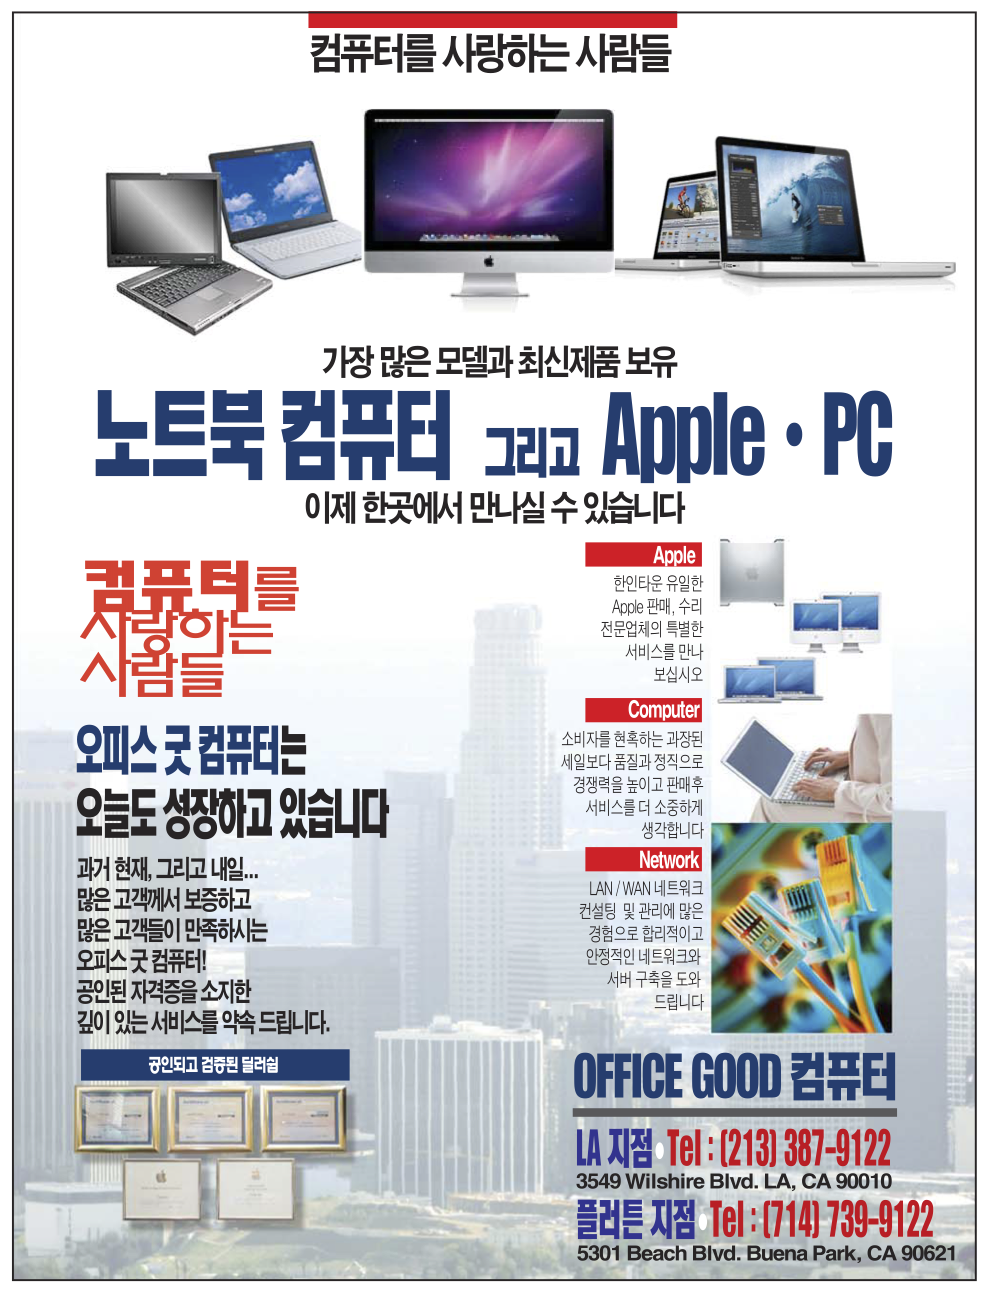 컴퓨터를 사랑하는 사람들
가장 많은 모델과 최신제품 보유
노트북 컴퓨터 그리고 Apple · PC
이제 한곳에서 만나실 수 있습니다
컴퓨터를
사랑하는
사람들
오피스 굿 컴퓨터는
오늘도 성장하고 있습니다
과거 현재, 그리고 내일...
많은 고객께서 보증하고
많은 고객들이 만족하시는
오피스 굿 컴퓨터!
공인된 자격증을 소지한
깊이 있는 서비스를 약속 드립니다.
공인되고 검증된 딜러쉽
Apple
한인타운 유일한
Apple 판매, 수리
전문업체의 특별한
서비스를 만나
보십시오
Computer
소비자를 현혹하는 과장된
세일보다 품질과 정직으로
경쟁력을 높이고 판매후
서비스를 더 소중하게
생각합니다
Network
LAN / WAN 네트워크
컨설팅 및 관리에 많은
경험으로 합리적이고
안정적인 네트워크와
서버 구축을 도와
드립니다
OFFICE GOOD 컴퓨터
LA 지점 • Tel : (213) 387-9122
3549 Wilshire Blvd. LA, CA 90010
플러튼 지점 • Tel : (714) 739-9122
5301 Beach Blvd. Buena Park, CA 90621